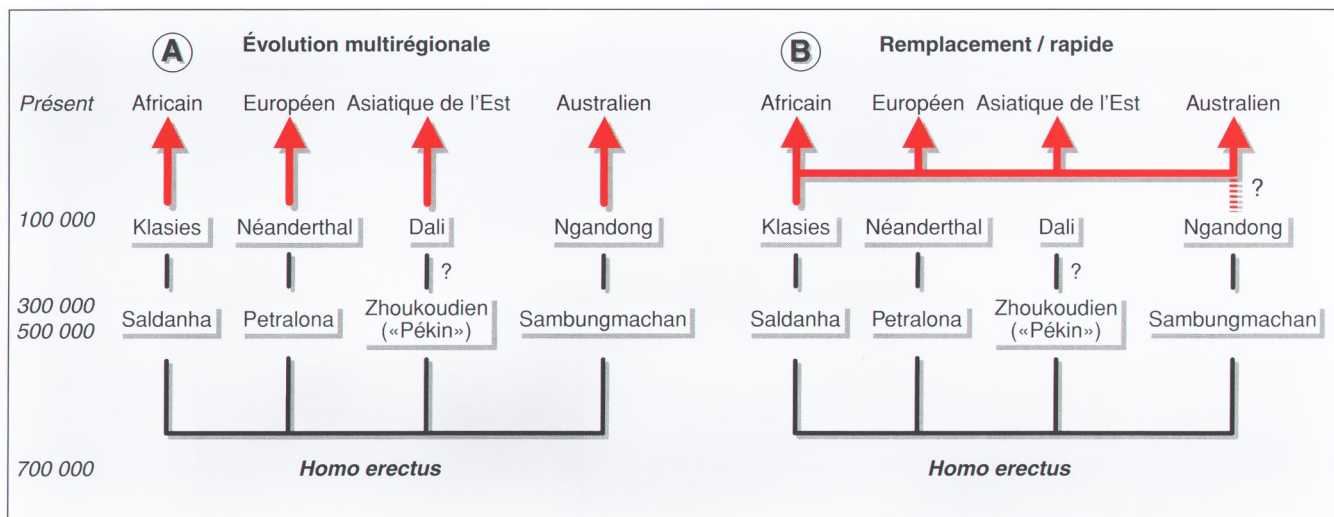 A Évolution multirégionale
Présent
Africain Européen Asiatique de l'Est Australien
100 000
Klasies Néanderthal Dali Ngandong
?
300 000
500 000
Saldanha Petralona Zhoukoudien Sambungmachan
(«Pékin»)
700 000
Homo erectus
B Remplacement / rapide
Africain Européen Asiatique de l'Est Australien
?
Klasies Néanderthal Dali Ngandong
?
Saldanha Petralona Zhoukoudien Sambungmachan
(«Pékin»)
Homo erectus